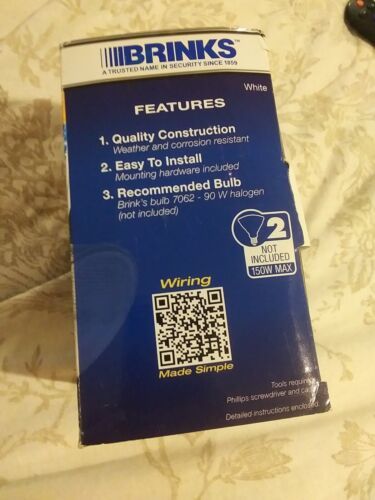 BRINKS™
A TRUSTED NAME IN SECURITY SINCE 1859
White
FEATURES
1. Quality Construction
Weather and corrosion resistant
2. Easy To Install
Mounting hardware included
3. Recommended Bulb
Brink's bulb 7062 - 90 W halogen
(not included)
2
NOT
INCLUDED
150W MAX
Wiring
Made Simple
Tools
Phillips screwdriver and
Detailed instructions enclosed.